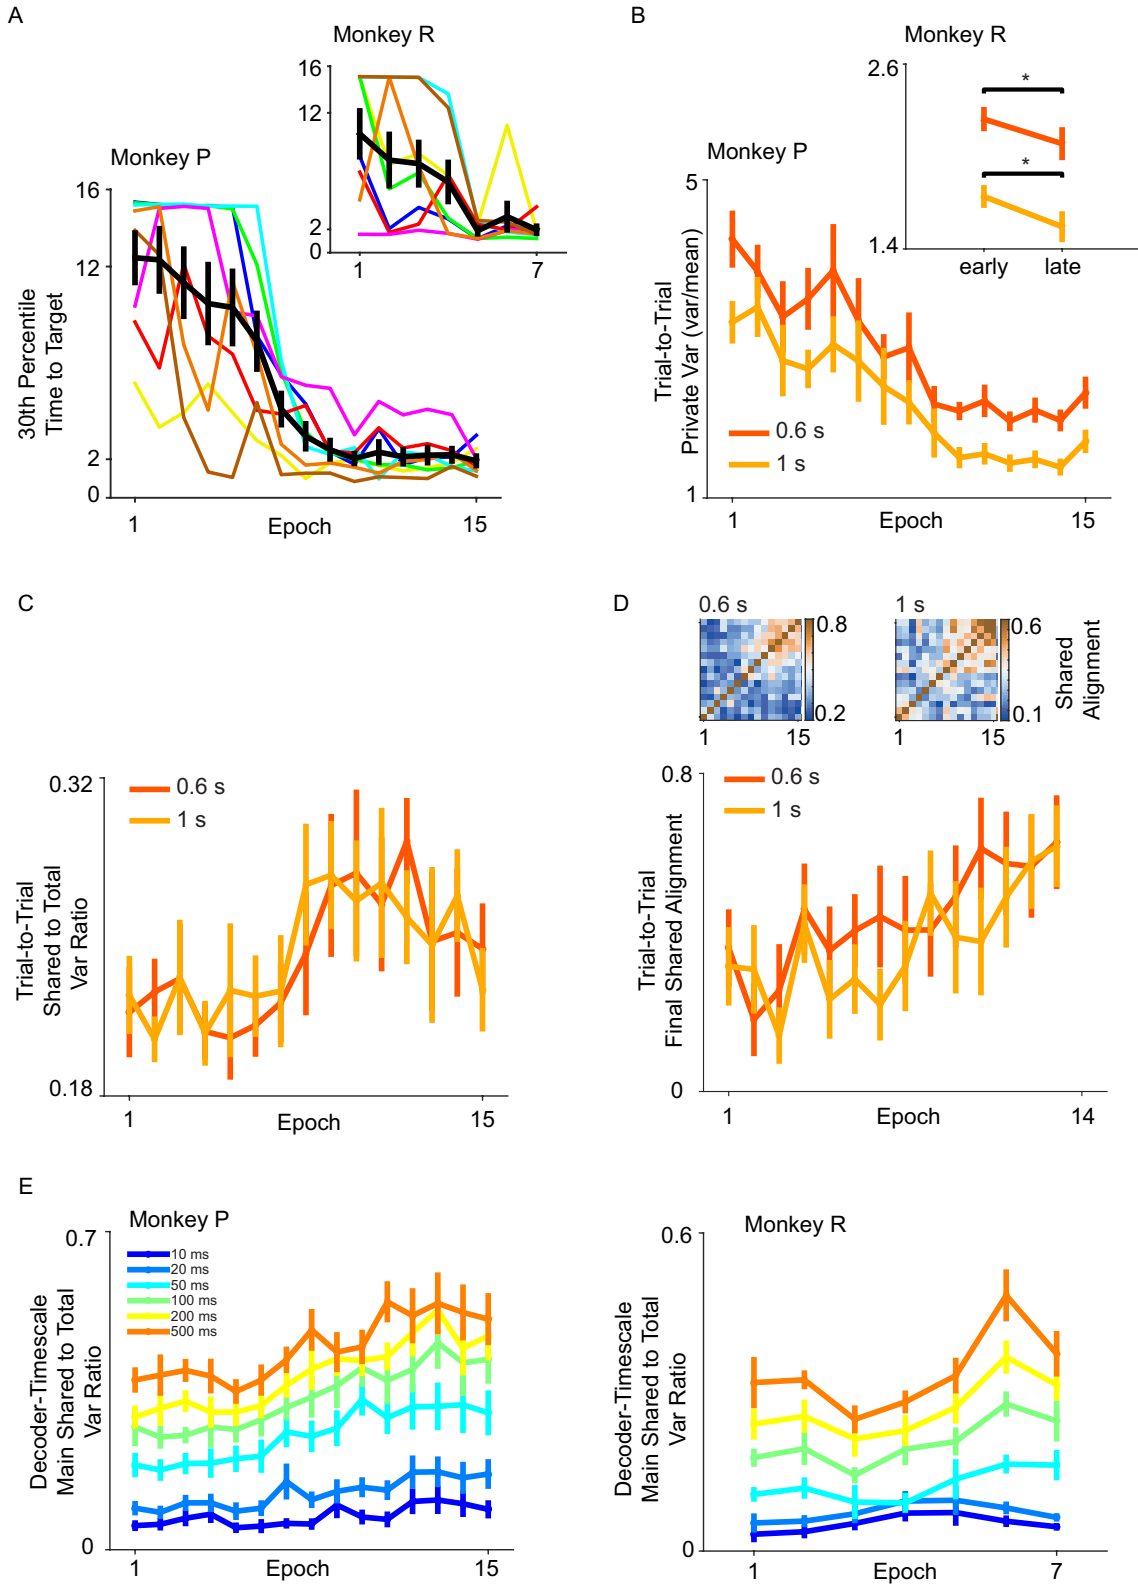 A
Monkey R
16
12
2
0
1
7
Monkey P
16
12
2
0
30th Percentile
Time to Target
1
Epoch
15
B
Monkey R
2.6
*
*
1.4
early
late
Monkey P
5
Trial-to-Trial
Private Var (var/mean)
0.6 s
1 s
1
1
Epoch
15
C
0.32
0.6 s
1 s
Trial-to-Trial
Shared to Total
Var Ratio
0.18
1
Epoch
15
D
0.6 s
0.8
0.2
1
15
1 s
0.6
0.1
1
15
Shared
Alignment
0.8
0.6 s
1 s
Trial-to-Trial
Final Shared Alignment
0
1
Epoch
14
E
Monkey P
0.7
10 ms
20 ms
50 ms
100 ms
200 ms
500 ms
Decoder-Timescale
Main Shared to Total
Var Ratio
0
1
Epoch
15
Monkey R
0.6
Decoder-Timescale
Main Shared to Total
Var Ratio
0
1
Epoch
7